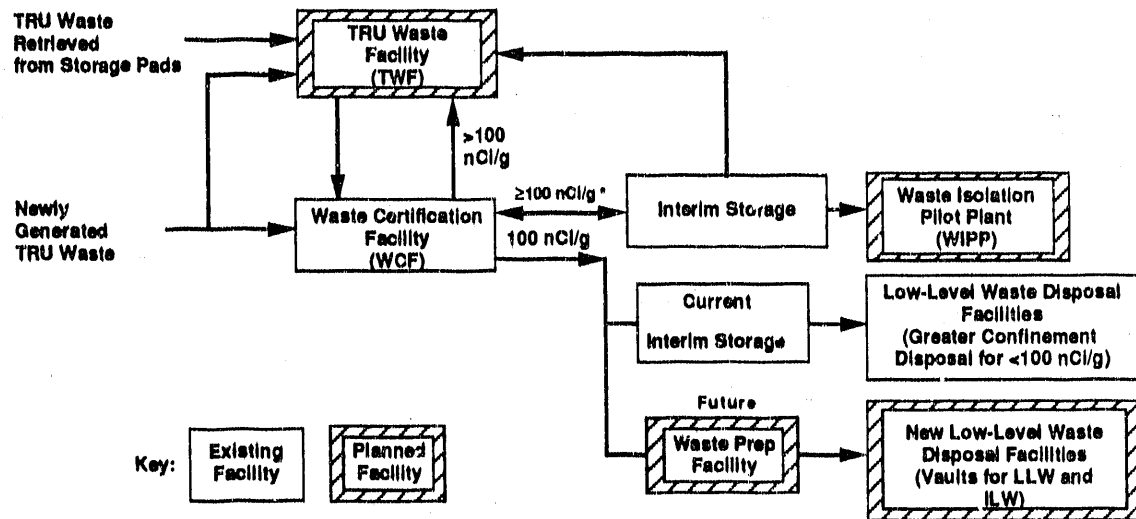 TRU Waste
Retrieved
from Storage Pads
TRU Waste
Facility
(TWF)
>100
nCi/g
Newly
Generated
TRU Waste
Waste Certification
Facility
(WCF)
≥100 nCi/g *
100 nCi/g
Interim Storage
Waste Isolation
Pilot Plant
(WIPP)
Current
Interim Storage
Low-Level Waste Disposal
Facilities
(Greater Confinement
Disposal for <100 nCi/g)
Future
Waste Prep
Facility
New Low-Level Waste
Disposal Facilities
(Vaults for LLW and
ILW)
Key:
Existing
Facility
Planned
Facility